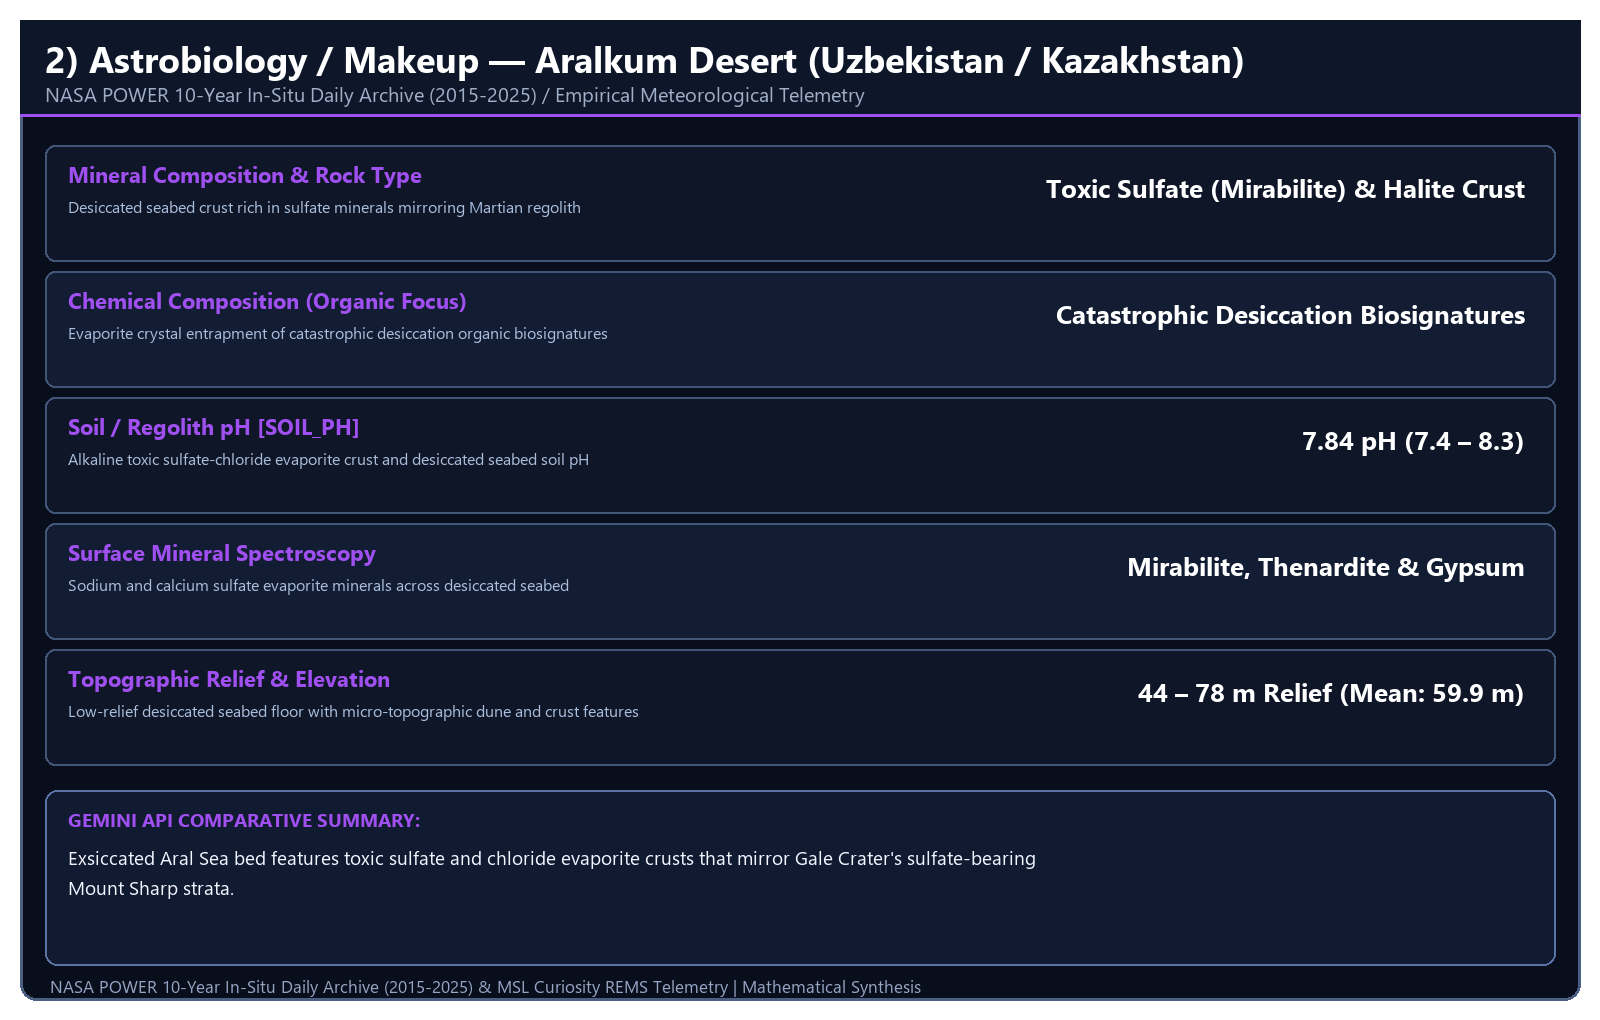 2) Astrobiology / Makeup — Aralkum Desert (Uzbekistan / Kazakhstan)
NASA POWER 10-Year In-Situ Daily Archive (2015-2025) / Empirical Meteorological Telemetry
Mineral Composition & Rock Type
Toxic Sulfate (Mirabilite) & Halite Crust
Desiccated seabed crust rich in sulfate minerals mirroring Martian regolith
Chemical Composition (Organic Focus)
Catastrophic Desiccation Biosignatures
Evaporite crystal entrapment of catastrophic desiccation organic biosignatures
Soil / Regolith pH [SOIL_PH]
7.84 pH (7.4 – 8.3)
Alkaline toxic sulfate-chloride evaporite crust and desiccated seabed soil pH
Surface Mineral Spectroscopy
Mirabilite, Thenardite & Gypsum
Sodium and calcium sulfate evaporite minerals across desiccated seabed
Topographic Relief & Elevation
44 – 78 m Relief (Mean: 59.9 m)
Low-relief desiccated seabed floor with micro-topographic dune and crust features
GEMINI API COMPARATIVE SUMMARY:
Exsiccated Aral Sea bed features toxic sulfate and chloride evaporite crusts that mirror Gale Crater's sulfate-bearing
Mount Sharp strata.
NASA POWER 10-Year In-Situ Daily Archive (2015-2025) & MSL Curiosity REMS Telemetry | Mathematical Synthesis